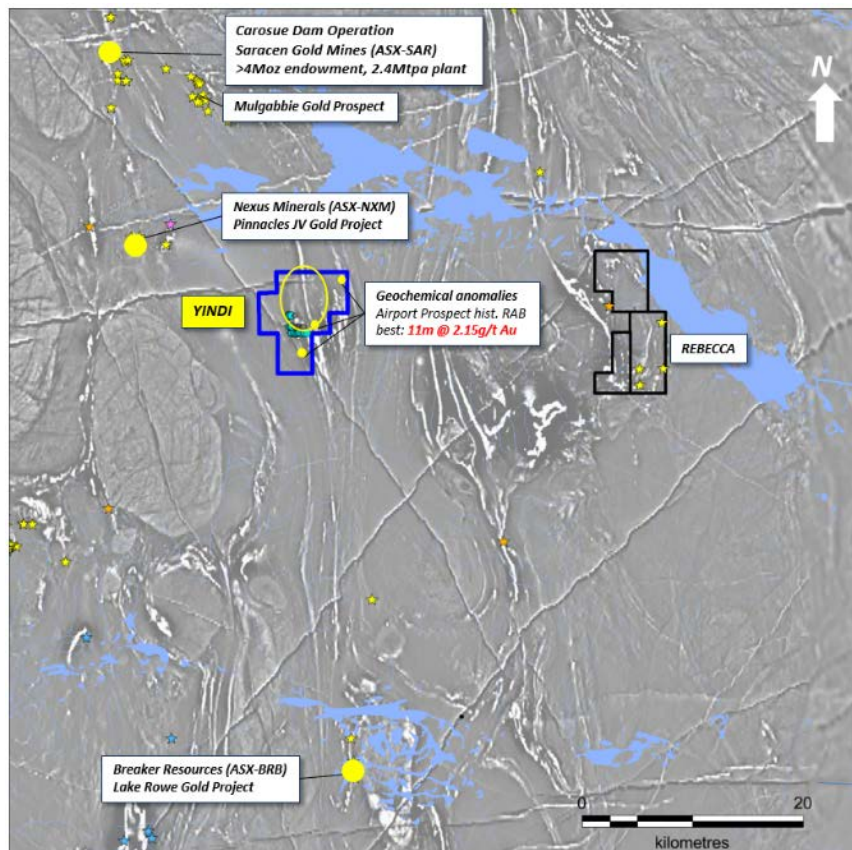 Carosue Dam Operation
Saracen Gold Mines (ASX-SAR)
>4Moz endowment, 2.4Mtpa plant
N
Mulgabbie Gold Prospect
Nexus Minerals (ASX-NXM)
Pinnacles JV Gold Project
YINDI
Geochemical anomalies
Airport Prospect hist. RAB
best: 11m @ 2.15g/t Au
REBECCA
Breaker Resources (ASX-BRB)
Lake Rowe Gold Project
0 20
kilometres